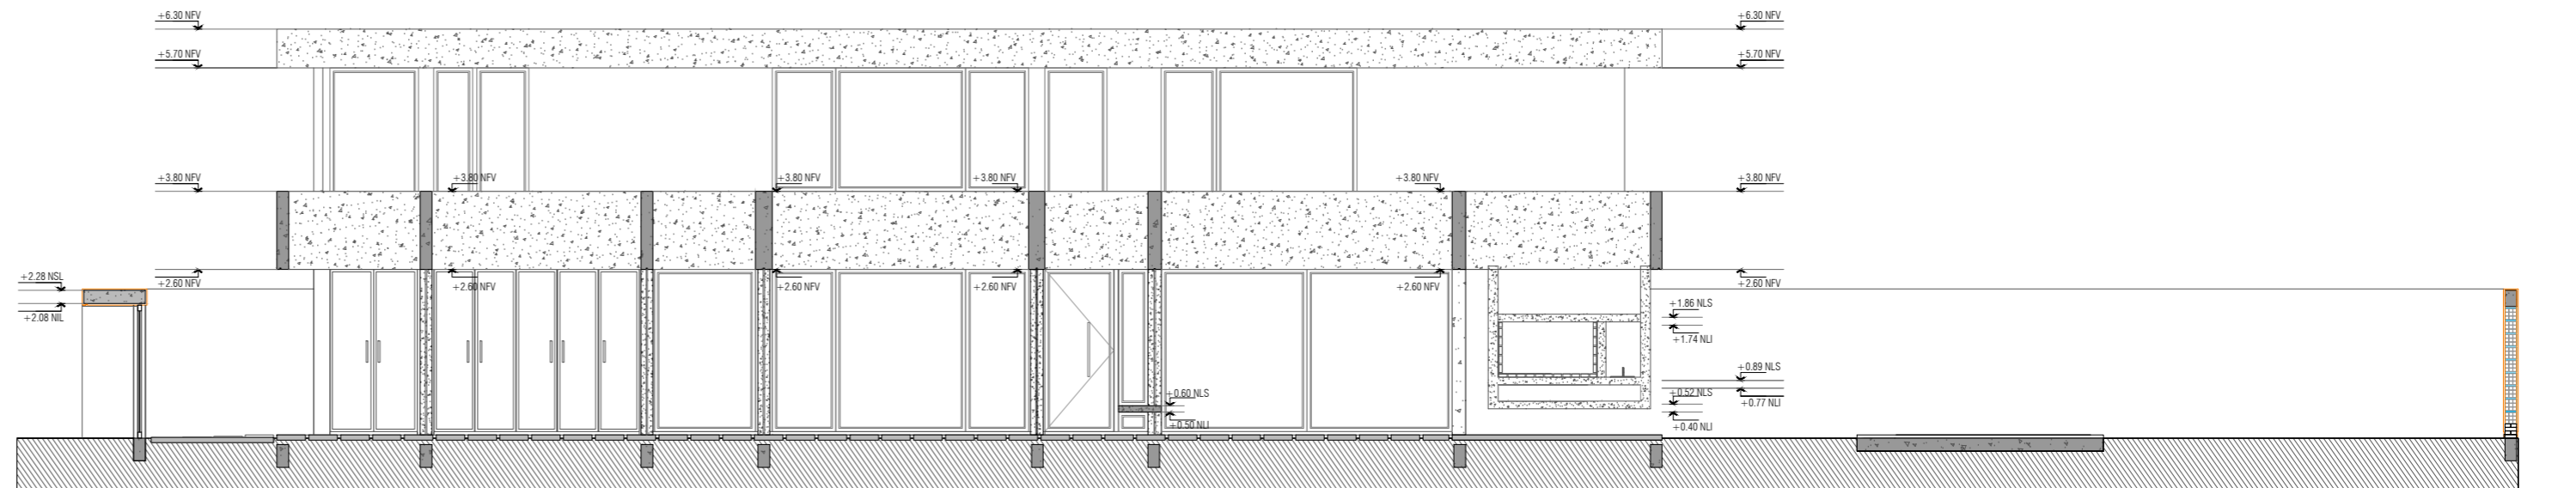 +6.30 NFV
+6.30 NFV
+5.70 NFV
+5.70 NFV
+3.80 NFV
+3.80 NFV
+3.80 NFV
+3.80 NFV
+3.80 NFV
+3.80 NFV
+2.28 NSL
+2.60 NFV
+2.60 NFV
+2.60 NFV
+2.60 NFV
+2.60 NFV
+2.60 NFV
+2.08 NIL
+1.86 NLS
+1.74 NLI
+0.89 NLS
+0.60 NLS
+0.52 NLS
+0.77 NLI
+0.50 NLI
+0.40 NLI